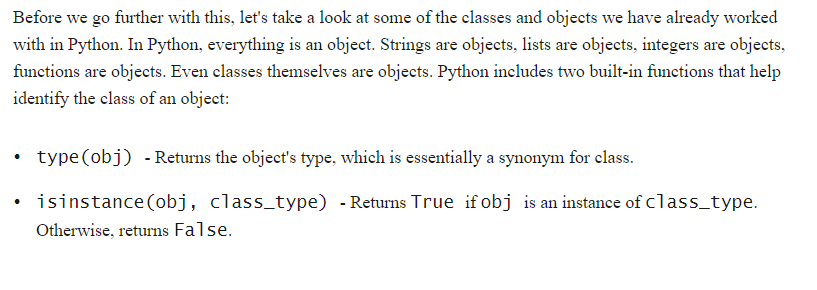 Before we go further with this, let's take a look at some of the classes and objects we have already worked
with in Python. In Python, everything is an object. Strings are objects, lists are objects, integers are objects,
functions are objects. Even classes themselves are objects. Python includes two built-in functions that help
identify the class of an object:
• type(obj) - Returns the object's type, which is essentially a synonym for class.
• isinstance(obj, class_type) - Returns True if obj is an instance of class_type.
Otherwise, returns False.